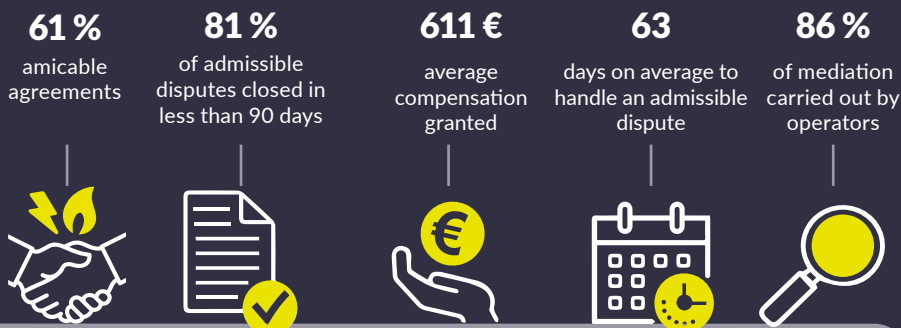 61 %
amicable
agreements
81 %
of admissible
disputes closed in
less than 90 days
611 €
average
compensation
granted
63
days on average to
handle an admissible
dispute
86 %
of mediation
carried out by
operators
€